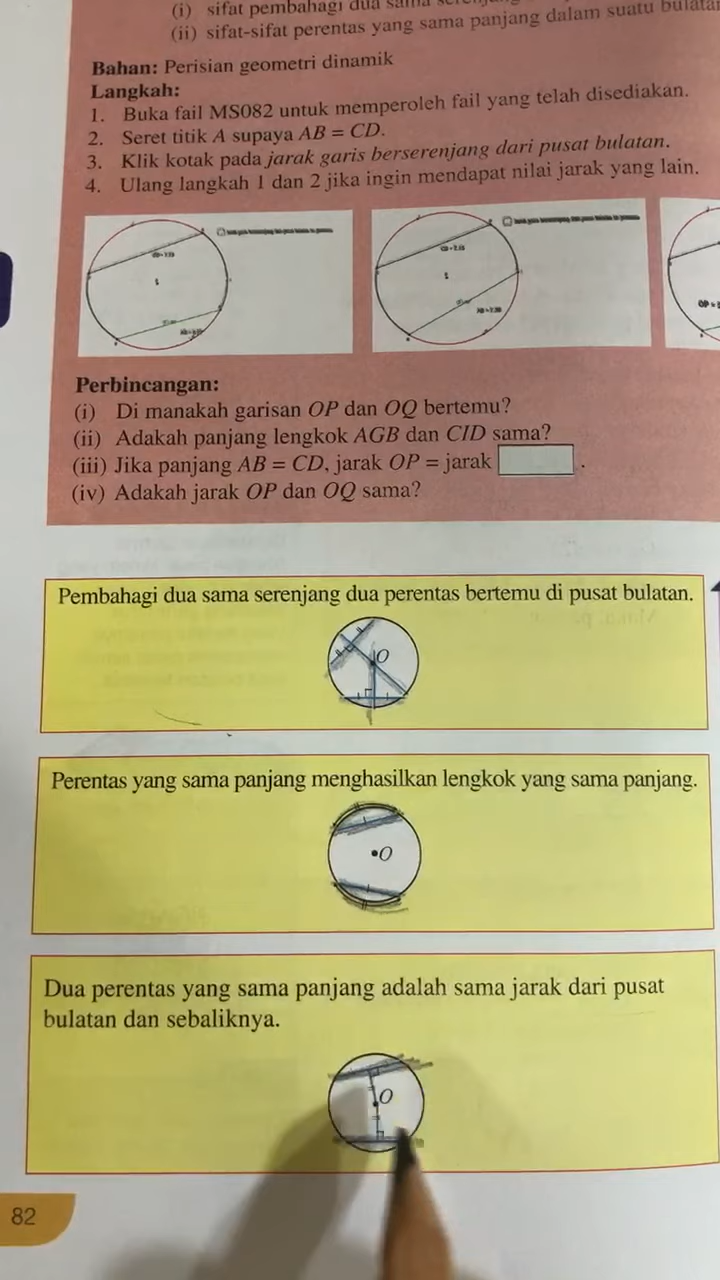 (i) sifat pembahagi dua sama
(ii) sifat-sifat perentas yang sama panjang dalam suatu bulatan
Bahan: Perisian geometri dinamik
Langkah:
1. Buka fail MS082 untuk memperoleh fail yang telah disediakan.
2. Seret titik A supaya AB = CD.
3. Klik kotak pada jarak garis berserenjang dari pusat bulatan.
4. Ulang langkah 1 dan 2 jika ingin mendapat nilai jarak yang lain.
Perbincangan:
(i) Di manakah garisan OP dan OQ bertemu?
(ii) Adakah panjang lengkok AGB dan CID sama?
(iii) Jika panjang AB = CD, jarak OP = jarak .
(iv) Adakah jarak OP dan OQ sama?
Pembahagi dua sama serenjang dua perentas bertemu di pusat bulatan.
O
Perentas yang sama panjang menghasilkan lengkok yang sama panjang.
O
Dua perentas yang sama panjang adalah sama jarak dari pusat
bulatan dan sebaliknya.
O
82